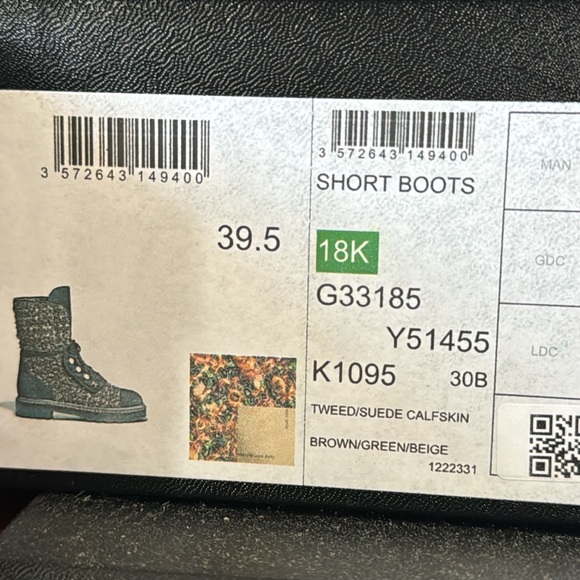 3 572643 149400
39.5
3 572643 149400
SHORT BOOTS
18K
G33185
Y51455
K1095 30B
TWEED/SUEDE CALFSKIN
BROWN/GREEN/BEIGE
1222331
MAN
GDC
LDC